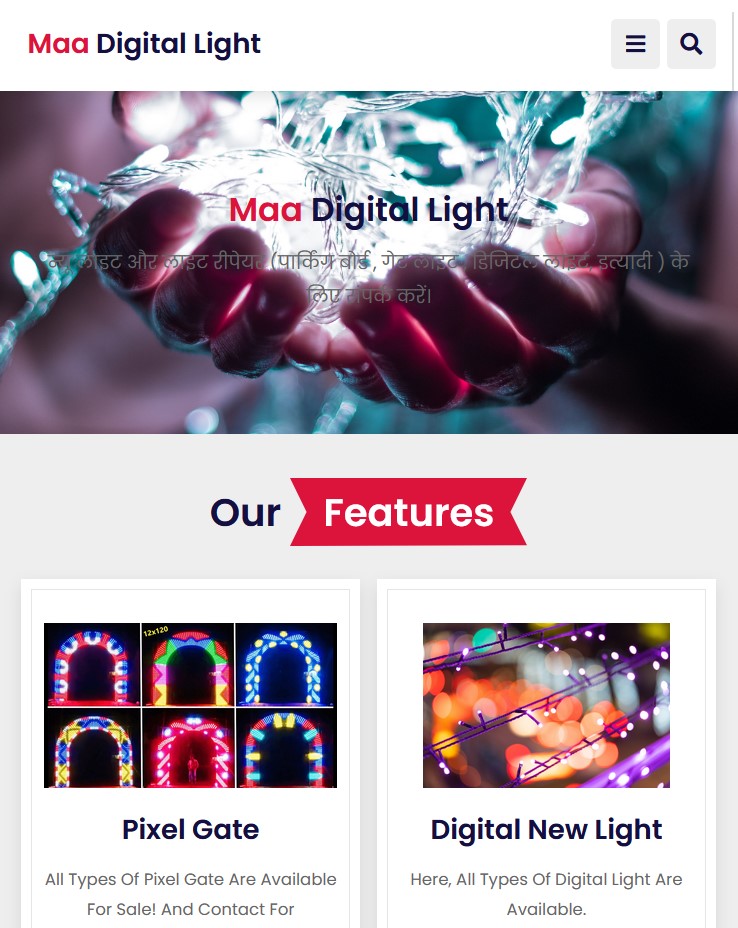 Maa Digital Light
Maa Digital Light
लाइट और लाइट रीपेयर (पार्किंग बोर्ड , गेट लाइट , डिजिटल लाइट, इत्यादी ) के
लिए संपर्क करें।
Our Features
12x120
Pixel Gate
Digital New Light
All Types Of Pixel Gate Are Available
For Sale! And Contact For
Here, All Types Of Digital Light Are
Available.